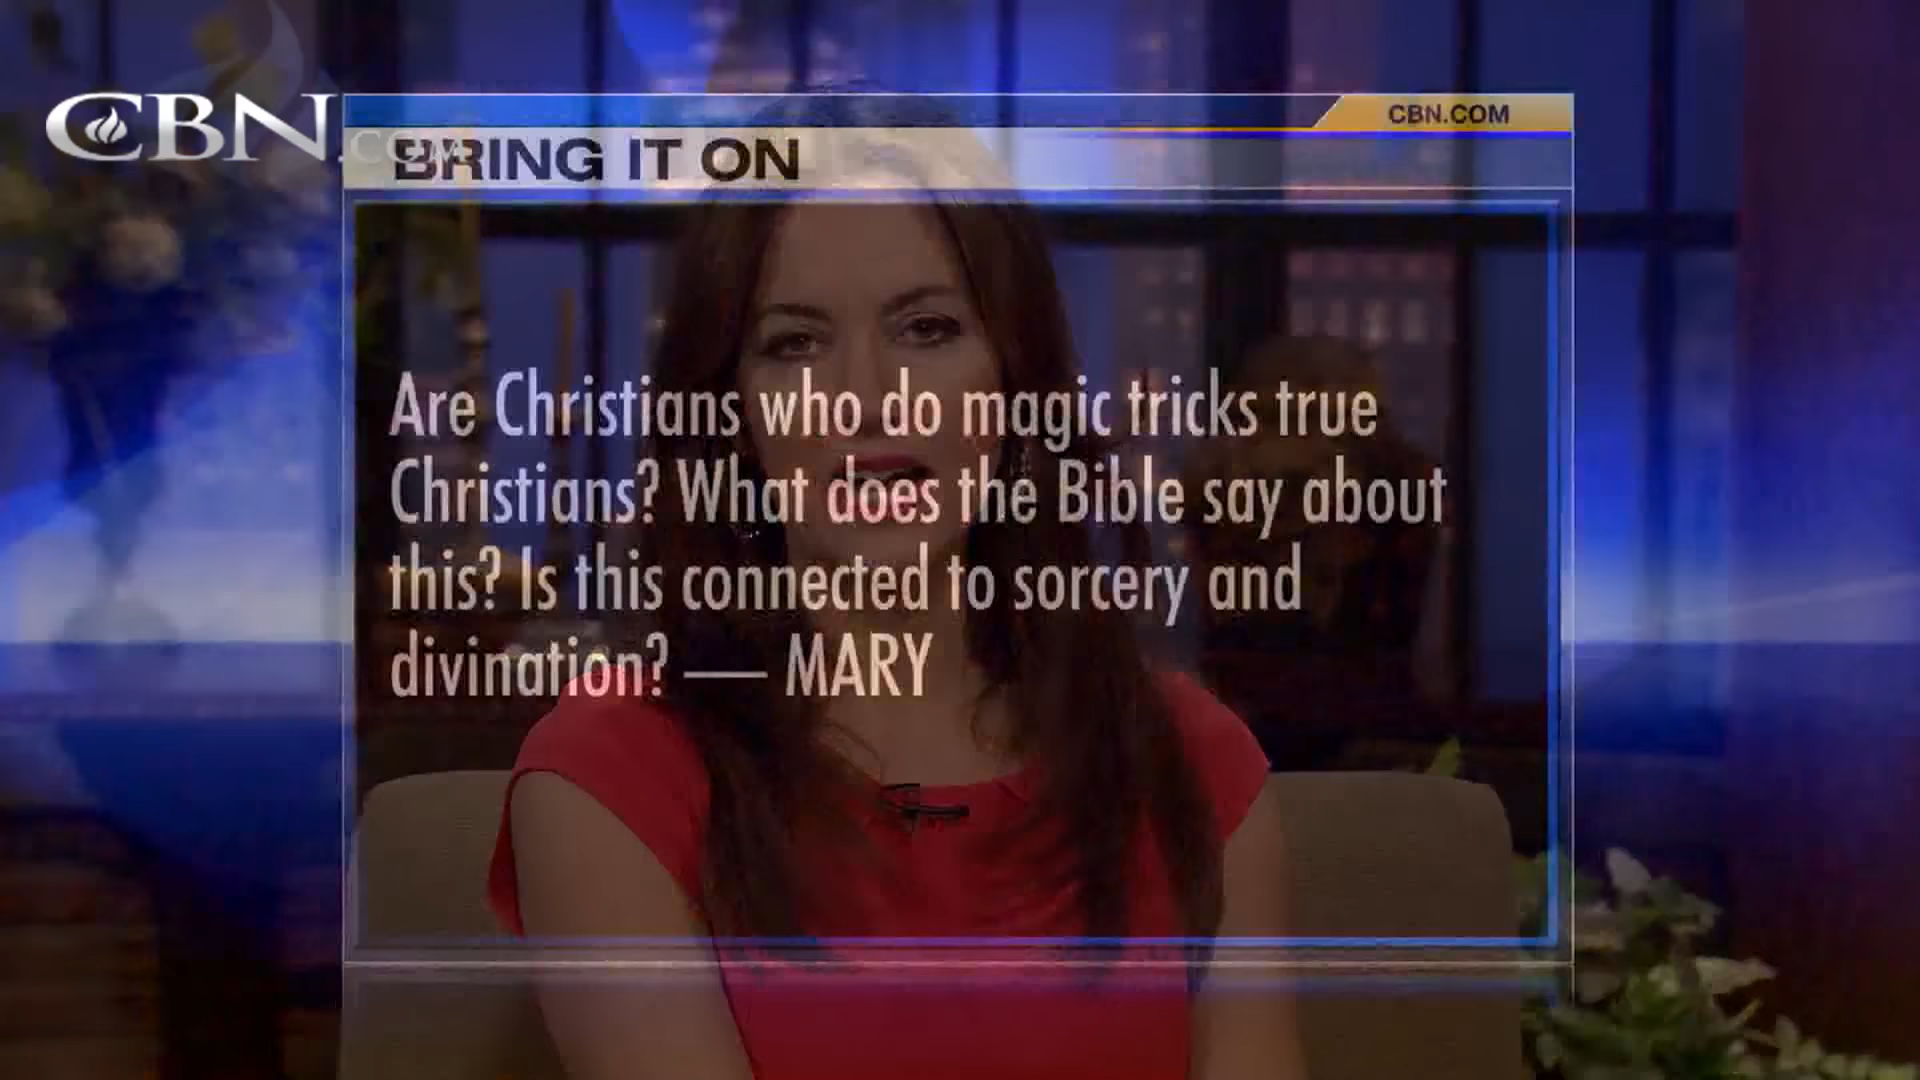 CBN.COM
CBN.COM
BRING IT ON
Are Christians who do magic tricks true
Christians? What does the Bible say about
this? Is this connected to sorcery and
divination? — MARY